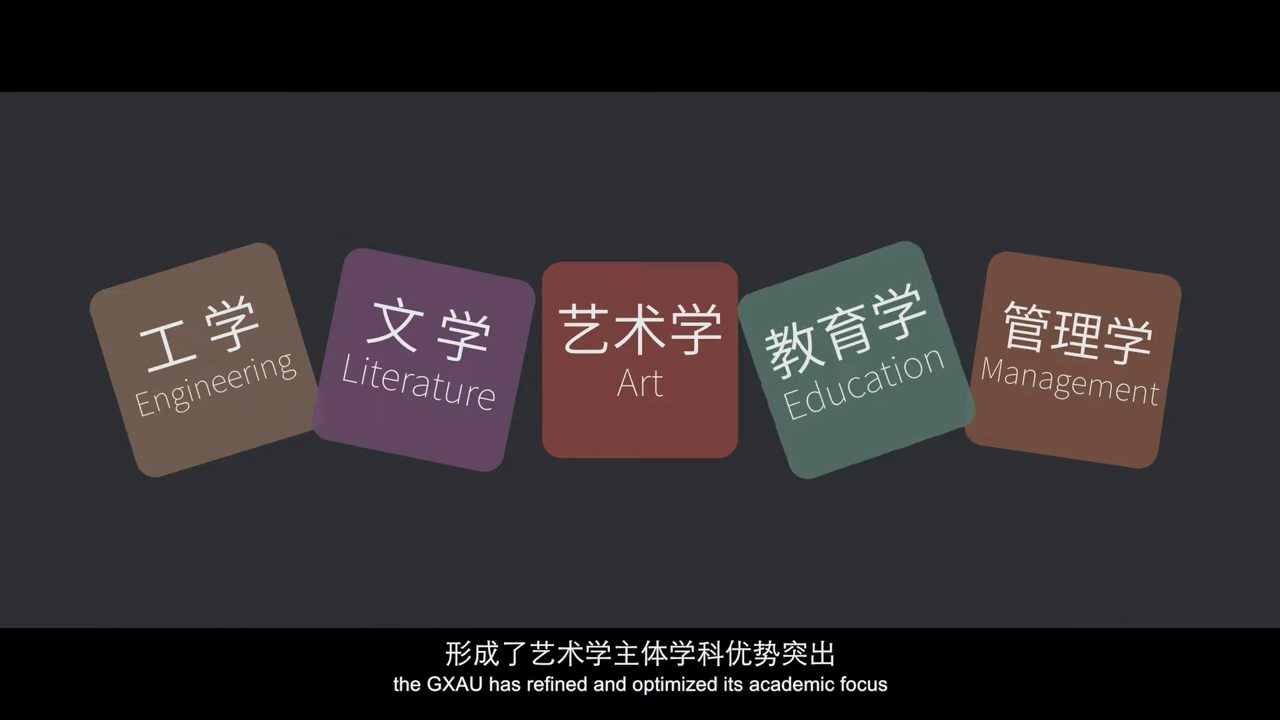 工 学
Engineering
文 学
Literature
艺术学
Art
教育学
Education
管理学
Management
形成了艺术学主体学科优势突出
the GXAU has refined and optimized its academic focus